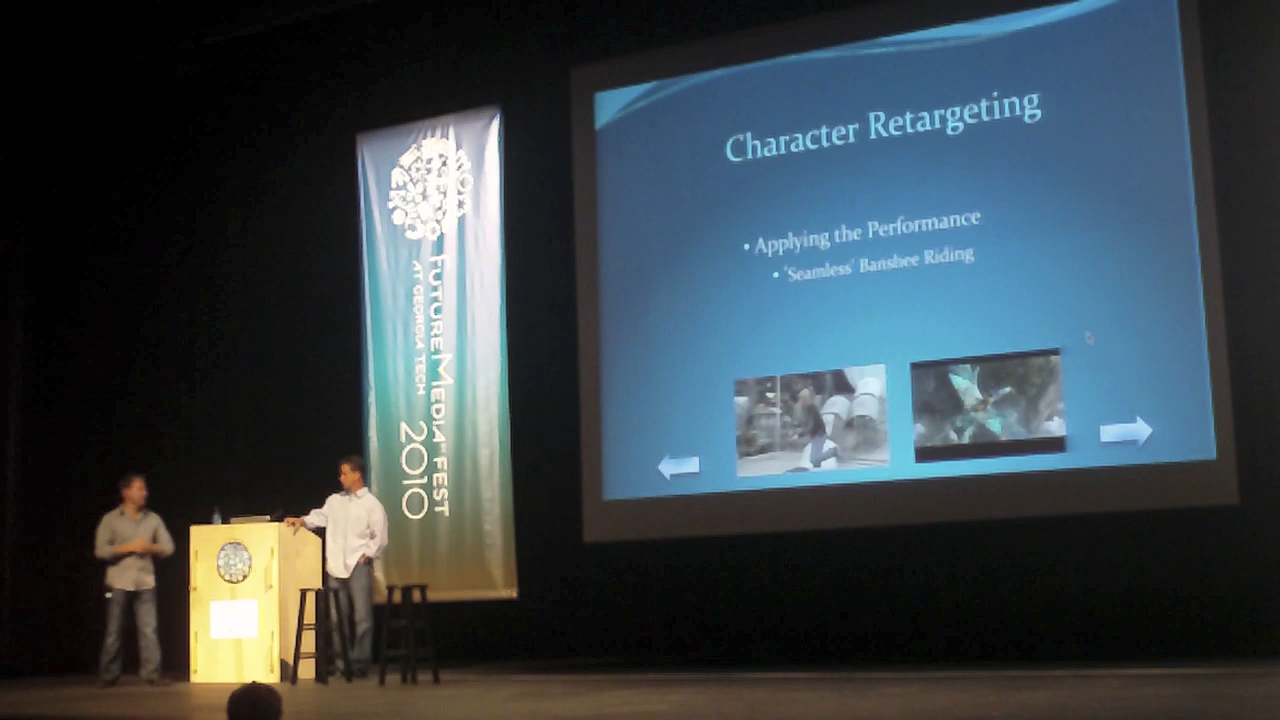 Character Retargeting
• Applying the Performance
• 'Seamless' Banshee Riding
FUTUREMEDIA FEST
AT GEORGIA TECH
2010